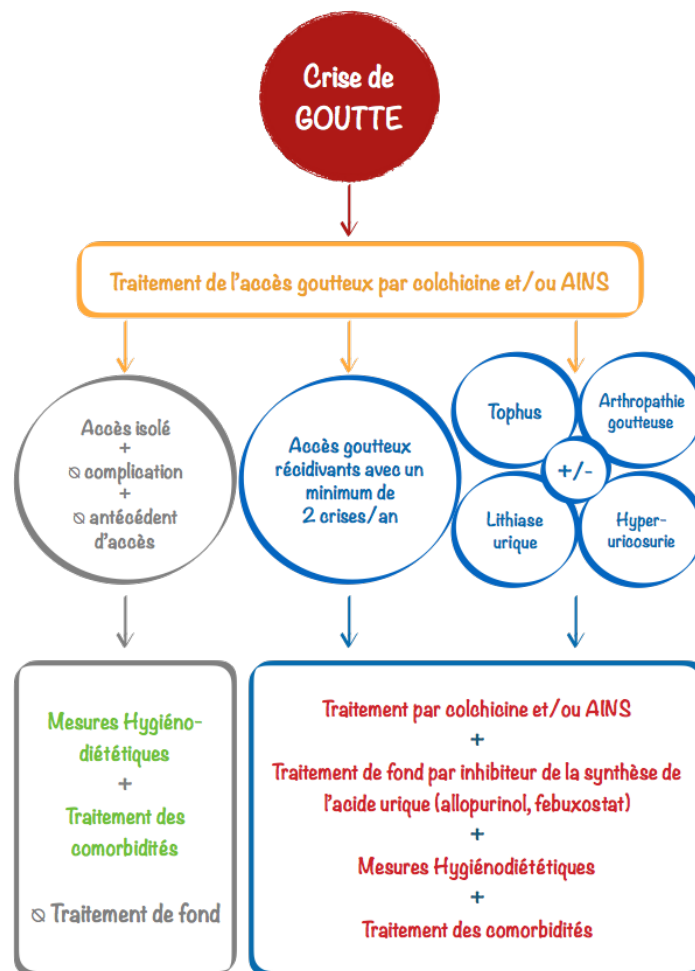 Crise de
GOUTTE
Traitement de l'accès goutteux par colchicine et/ou AINS
Accès isolé
+
∅ complication
+
∅ antécédent
d'accès
Accès goutteux
récidivants avec un
minimum de
2 crises/an
Tophus
Arthropathie
goutteuse
+/-
Lithiase
urique
Hyper-
uricosurie
Mesures Hygiéno-
diététiques
+
Traitement des
comorbidités
∅ Traitement de fond
Traitement par colchicine et/ou AINS
+
Traitement de fond par inhibiteur de la synthèse de
l'acide urique (allopurinol, febuxostat)
+
Mesures Hygiénodiététiques
+
Traitement des comorbidités